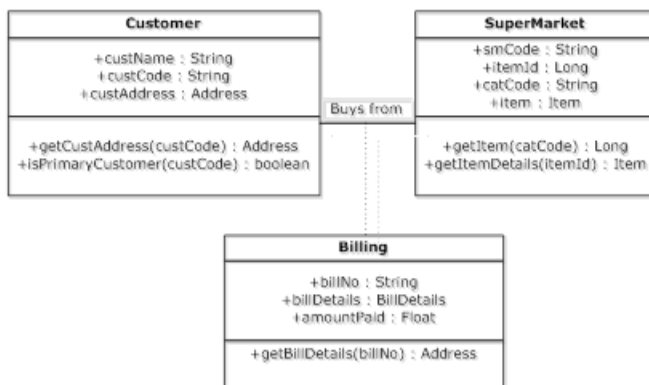 Customer
+custName : String
+custCode : String
+custAddress : Address
+getCustAddress(custCode) : Address
+isPrimaryCustomer(custCode) : boolean
Buys from
SuperMarket
+smCode : String
+itemId : Long
+catCode : String
+item : Item
+getItem(catCode) : Long
+getItemDetails(itemId) : Item
Billing
+billNo : String
+billDetails : BillDetails
+amountPaid : Float
+getBillDetails(billNo) : Address